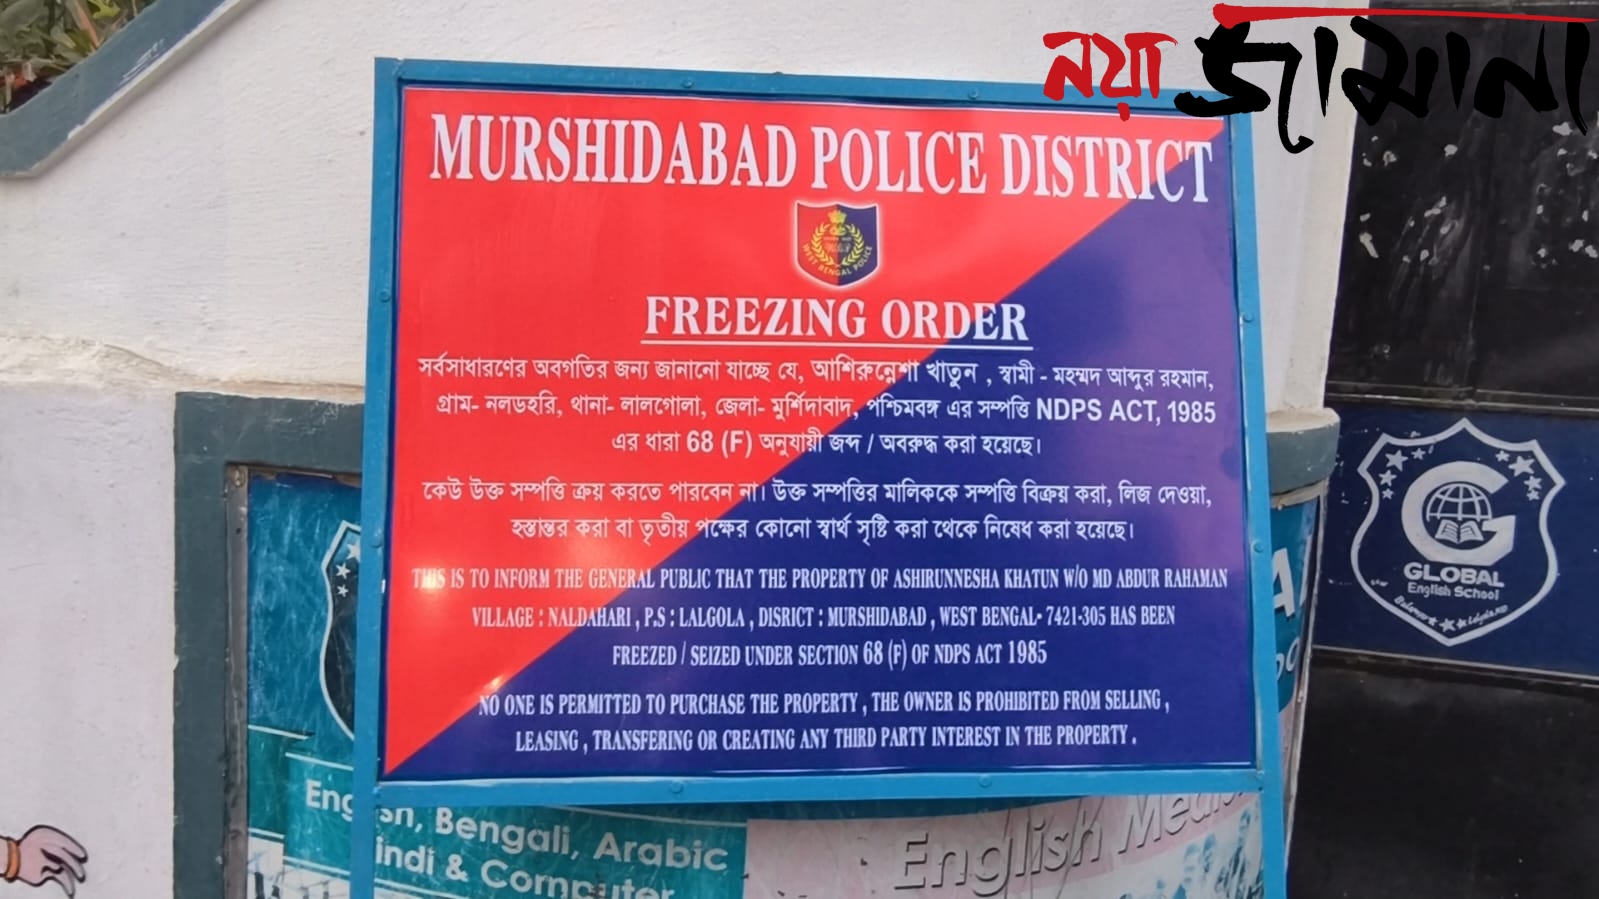 নয়া জামানা
MURSHIDABAD POLICE DISTRICT
WEST BENGAL POLICE
FREEZING ORDER
সর্বসাধারণের অবগতির জন্য জানানো যাচ্ছে যে, আশিরুন্নেশা খাতুন , স্বামী - মহম্মদ আব্দুর রহমান,
গ্রাম- নলডহরি, থানা- লালগোলা, জেলা- মুর্শিদাবাদ, পশ্চিমবঙ্গ এর সম্পত্তি NDPS ACT, 1985
এর ধারা 68 (F) অনুযায়ী জব্দ / অবরুদ্ধ করা হয়েছে।
কেউ উক্ত সম্পত্তি ক্রয় করতে পারবেন না। উক্ত সম্পত্তির মালিককে সম্পত্তি বিক্রয় করা, লিজ দেওয়া,
হস্তান্তর করা বা তৃতীয় পক্ষের কোনো স্বার্থ সৃষ্টি করা থেকে নিষেধ করা হয়েছে।
THIS IS TO INFORM THE GENERAL PUBLIC THAT THE PROPERTY OF ASHIRUNNESHA KHATUN W/O MD ABDUR RAHAMAN
VILLAGE : NALDAHARI , P.S : LALGOLA , DISRICT : MURSHIDABAD , WEST BENGAL- 7421-305 HAS BEEN
FREEZED / SEIZED UNDER SECTION 68 (F) OF NDPS ACT 1985
NO ONE IS PERMITTED TO PURCHASE THE PROPERTY , THE OWNER IS PROHIBITED FROM SELLING ,
LEASING , TRANSFERING OR CREATING ANY THIRD PARTY INTEREST IN THE PROPERTY .
GLOBAL
English School
Bengali, Arabic
& Computer
English